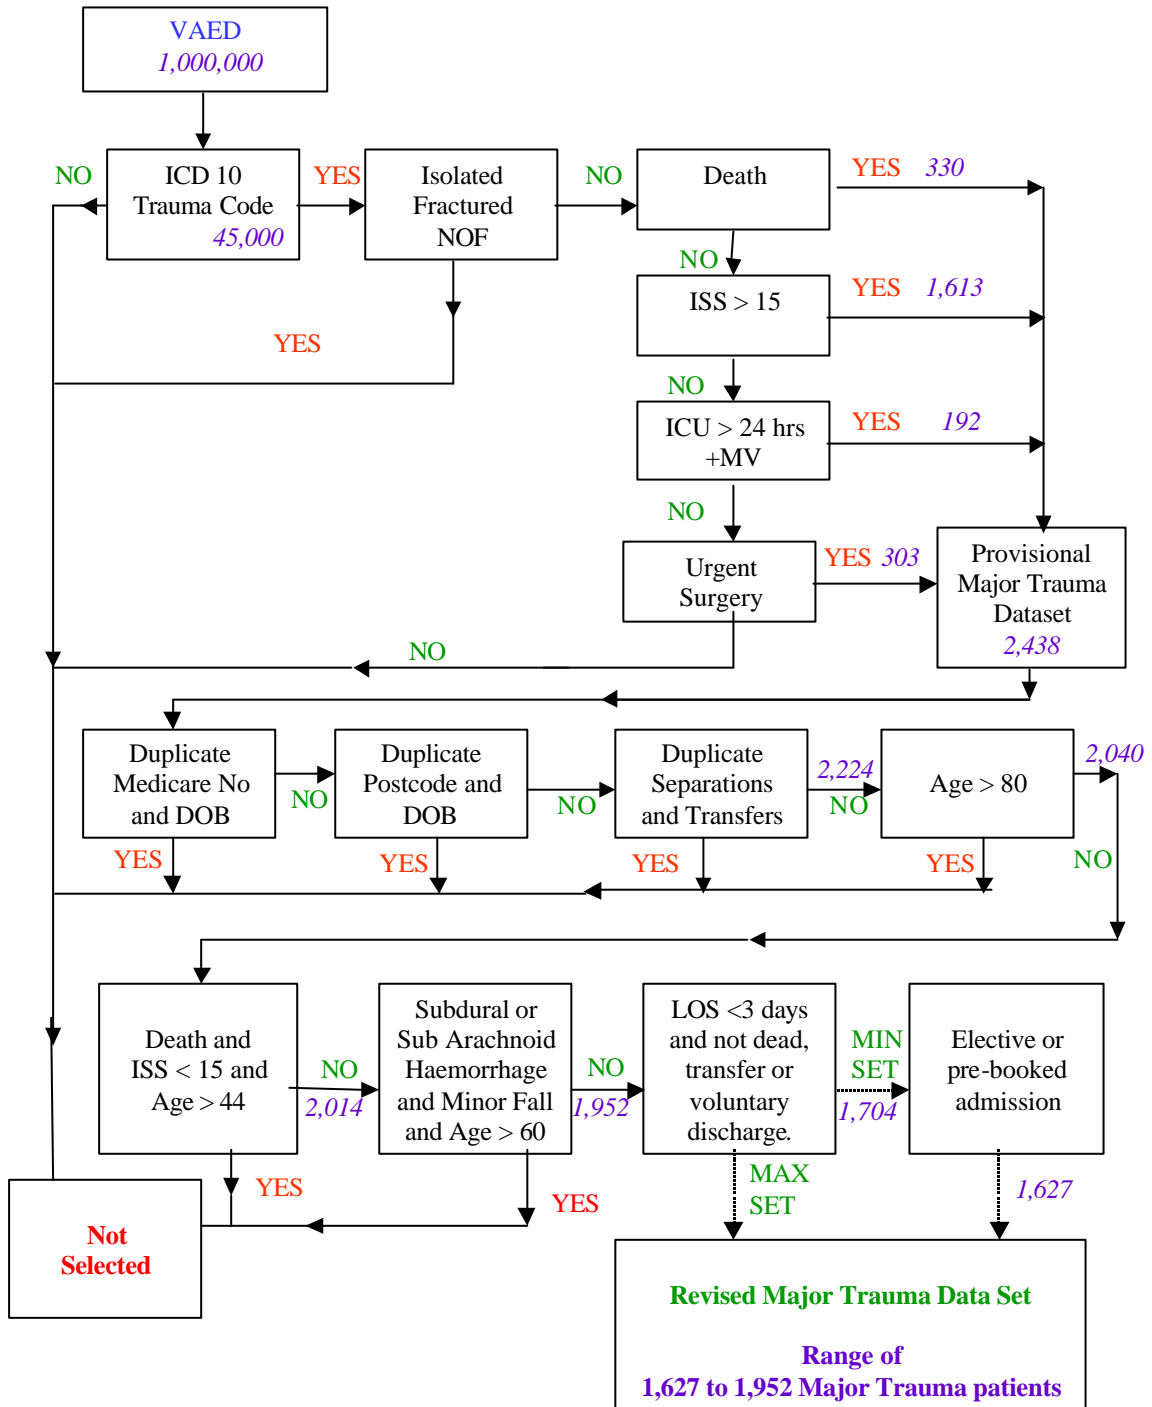 VAED
1,000,000
NO
ICD 10
Trauma Code
45,000
YES
Isolated
Fractured
NOF
NO
Death
YES 330
NO
ISS > 15
YES 1,613
YES
NO
ICU > 24 hrs
+MV
YES 192
NO
Urgent
Surgery
YES 303
Provisional
Major Trauma
Dataset
2,438
NO
Duplicate
Medicare No
and DOB
NO
YES
Duplicate
Postcode and
DOB
NO
YES
Duplicate
Separations
and Transfers
2,224
NO
YES
Age > 80
2,040
NO
YES
Death and
ISS < 15 and
Age > 44
NO
2,014
YES
Subdural or
Sub Arachnoid
Haemorrhage
and Minor Fall
and Age > 60
NO
1,952
YES
LOS <3 days
and not dead,
transfer or
voluntary
discharge.
MIN
SET
1,704
MAX
SET
Elective or
pre-booked
admission
1,627
Not
Selected
Revised Major Trauma Data Set
Range of
1,627 to 1,952 Major Trauma patients